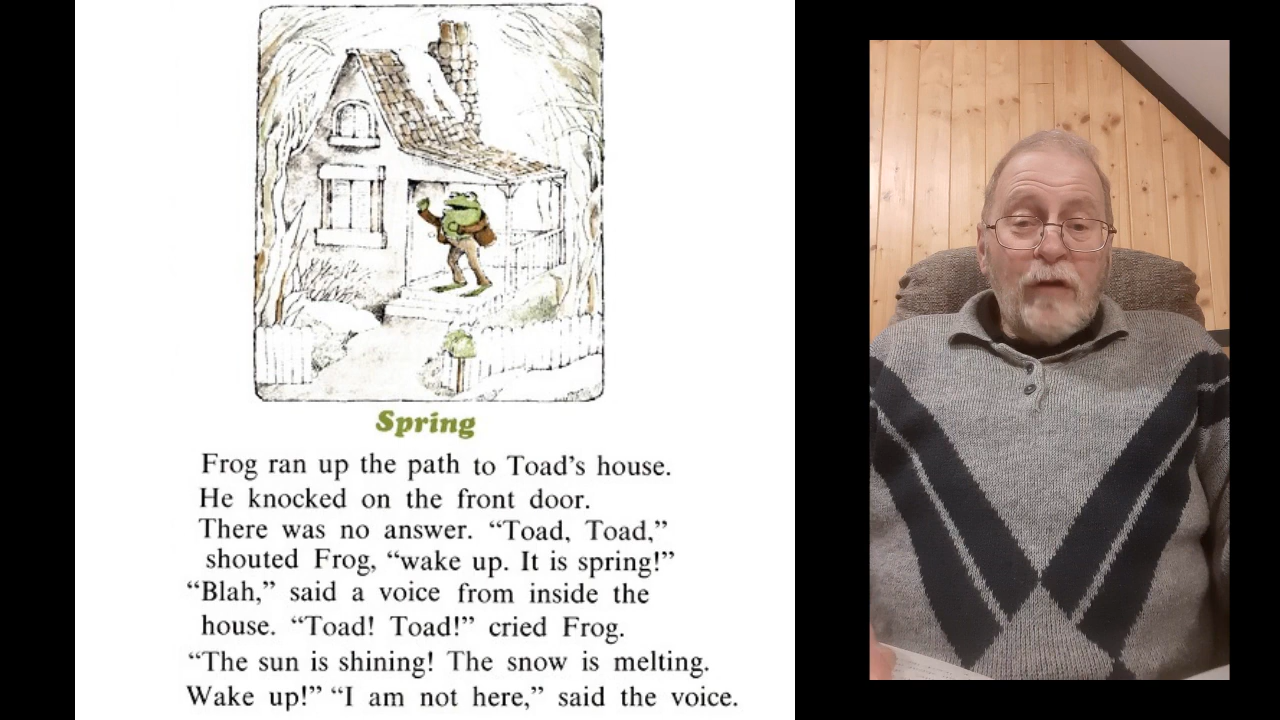 Spring
Frog ran up the path to Toad's house.
He knocked on the front door.
There was no answer. “Toad, Toad,”
shouted Frog, “wake up. It is spring!”
“Blah,” said a voice from inside the
house. “Toad! Toad!” cried Frog.
“The sun is shining! The snow is melting.
Wake up!” “I am not here,” said the voice.